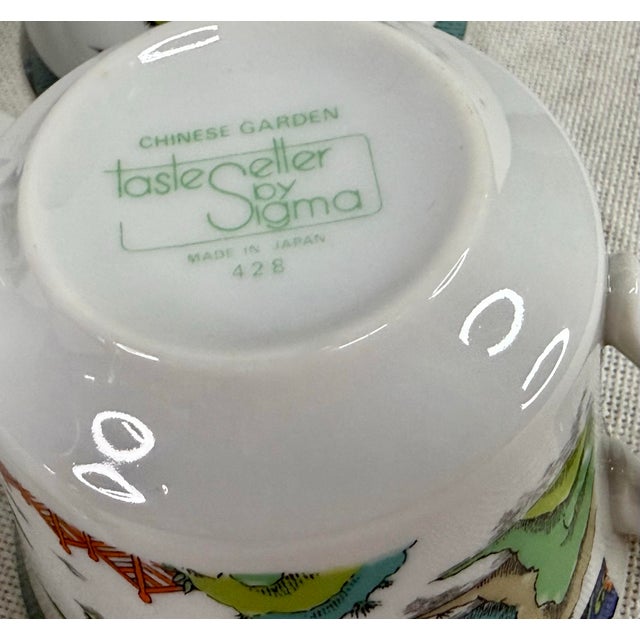 CHINESE GARDEN
taste Seller
by
Sigma
MADE IN JAPAN
428